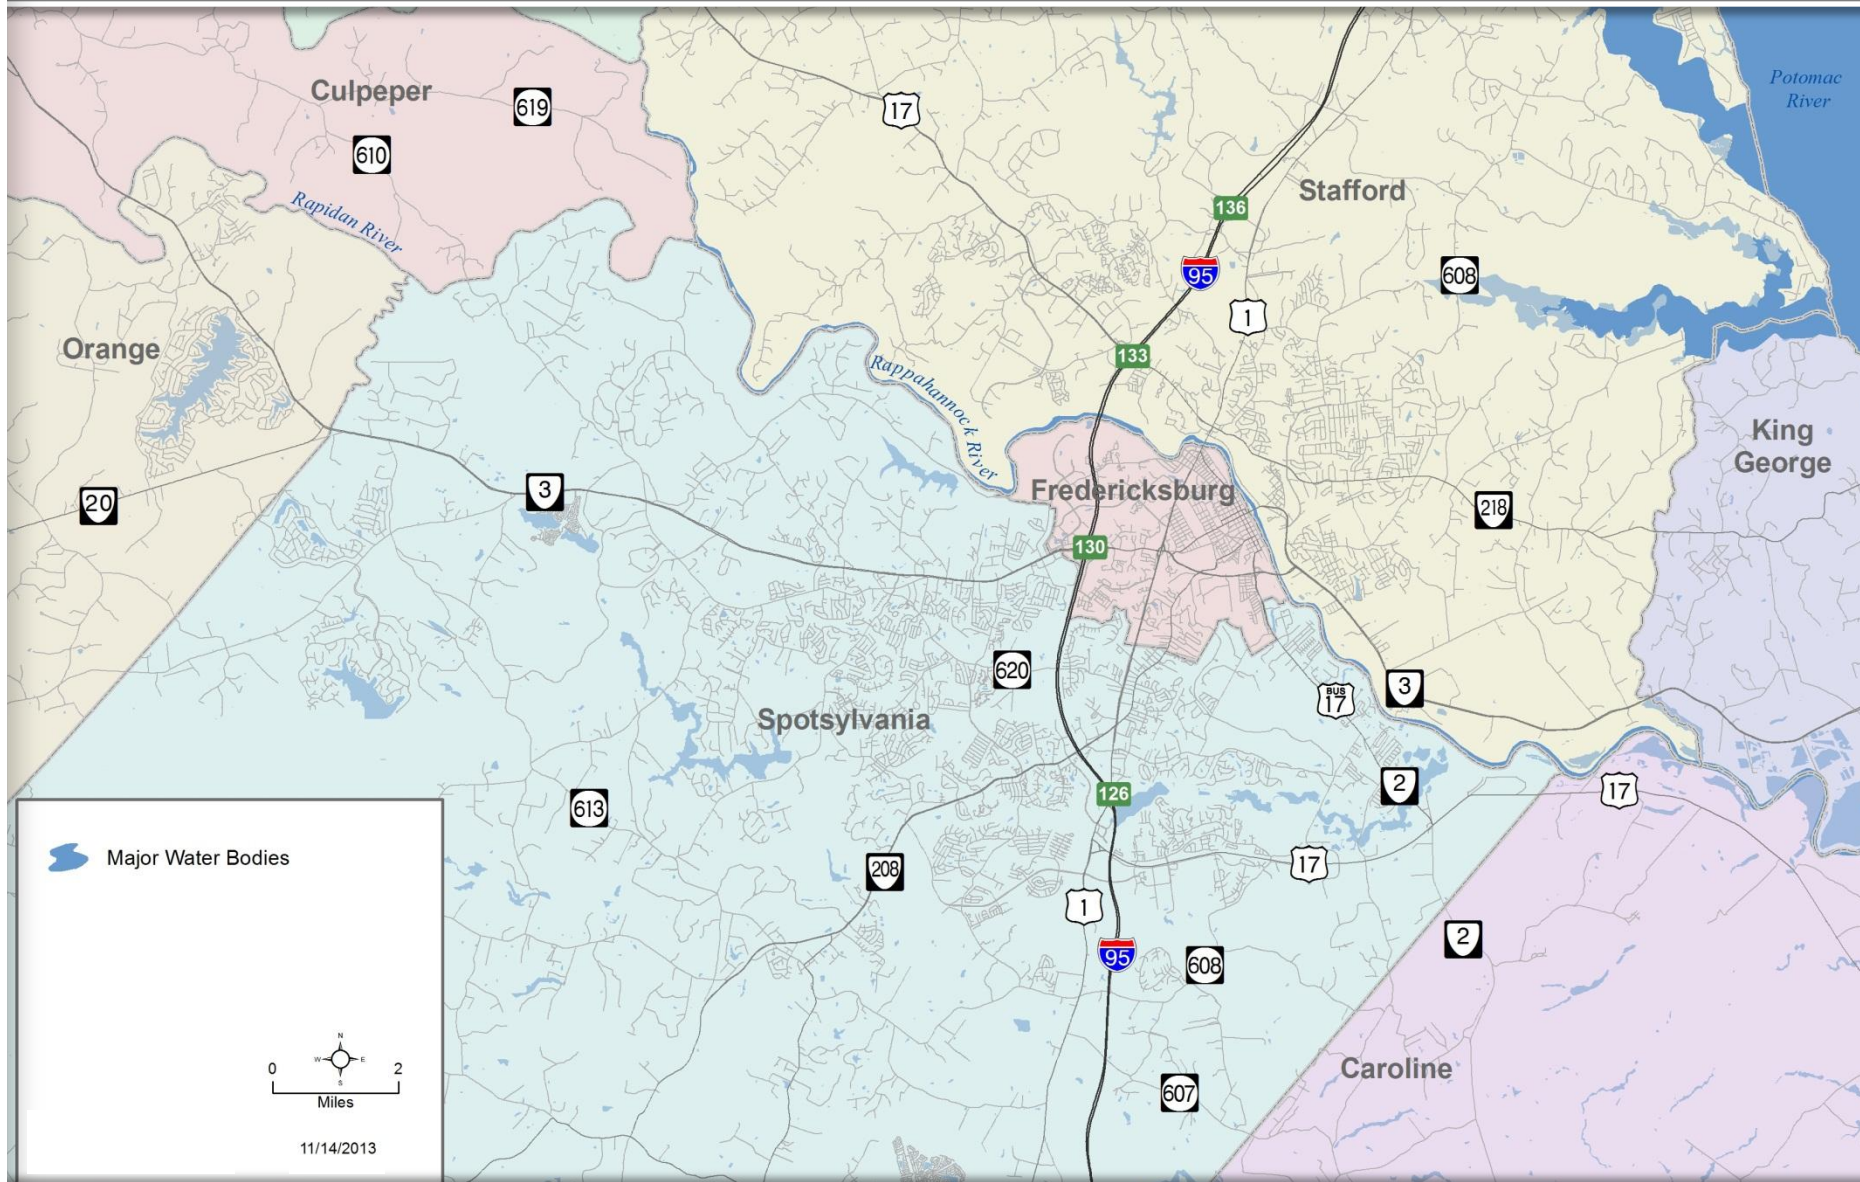 Potomac
River
Culpeper
619
17
610
Stafford
136
Rapidan River
95
608
1
Orange
133
Rappahannock River
King
George
Fredericksburg
20
3
218
130
620
3
BUS
17
Spotsylvania
126
2
17
613
Major Water Bodies
17
208
1
2
95
608
N
W E
S
0 2
Miles
Caroline
607
11/14/2013